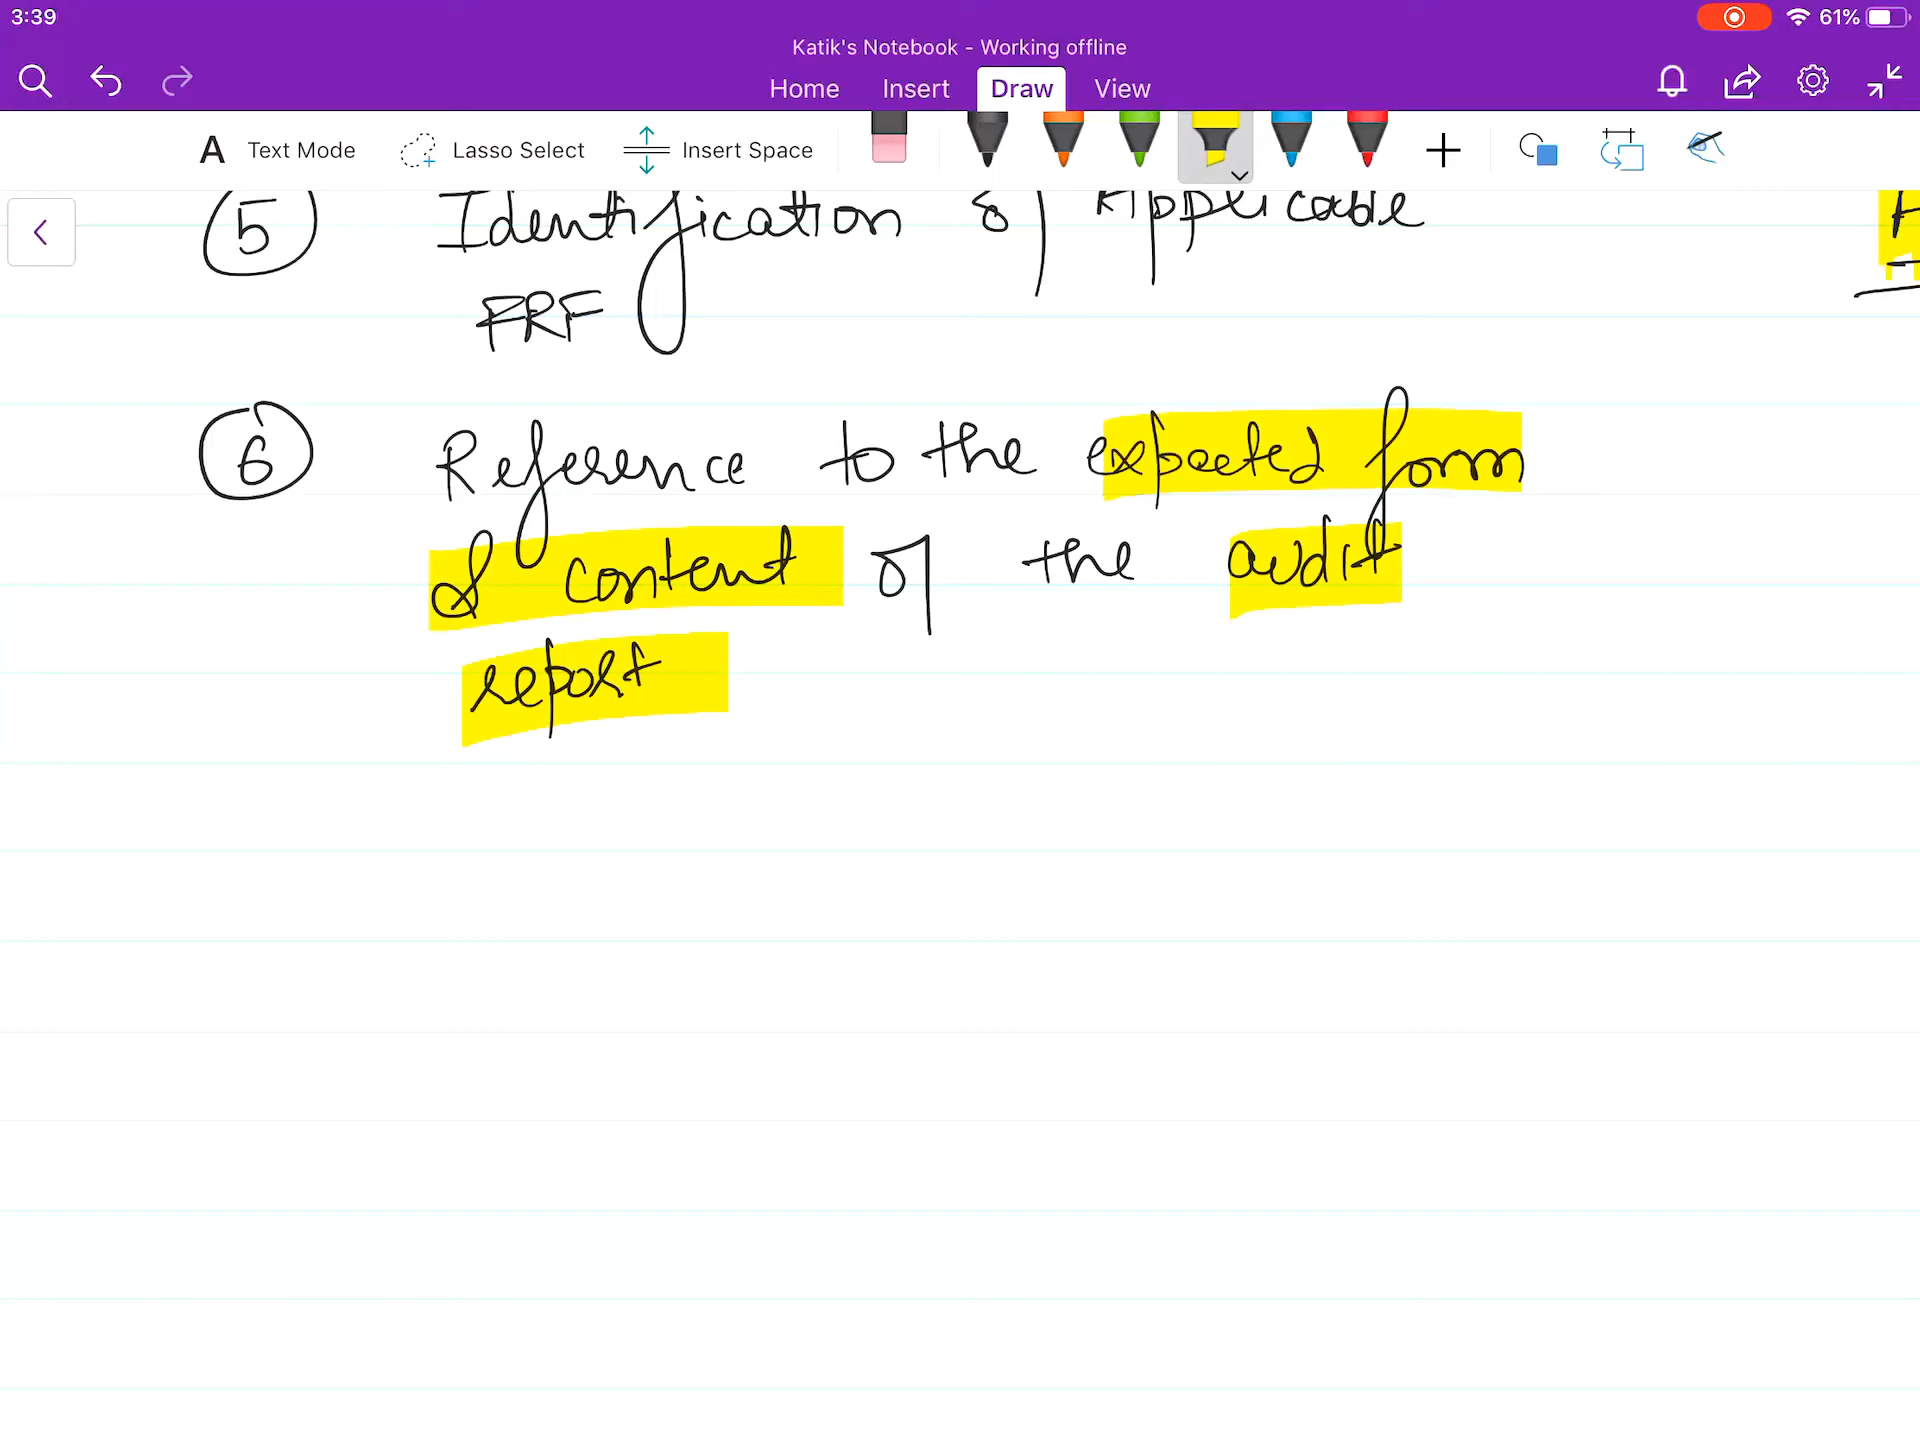 3:39
61%
Katik's Notebook - Working offline
Home Insert Draw View
A Text Mode Lasso Select Insert Space
5 Identification of Applicable
FRF
6 Reference to the expected form
& content of the audit
report